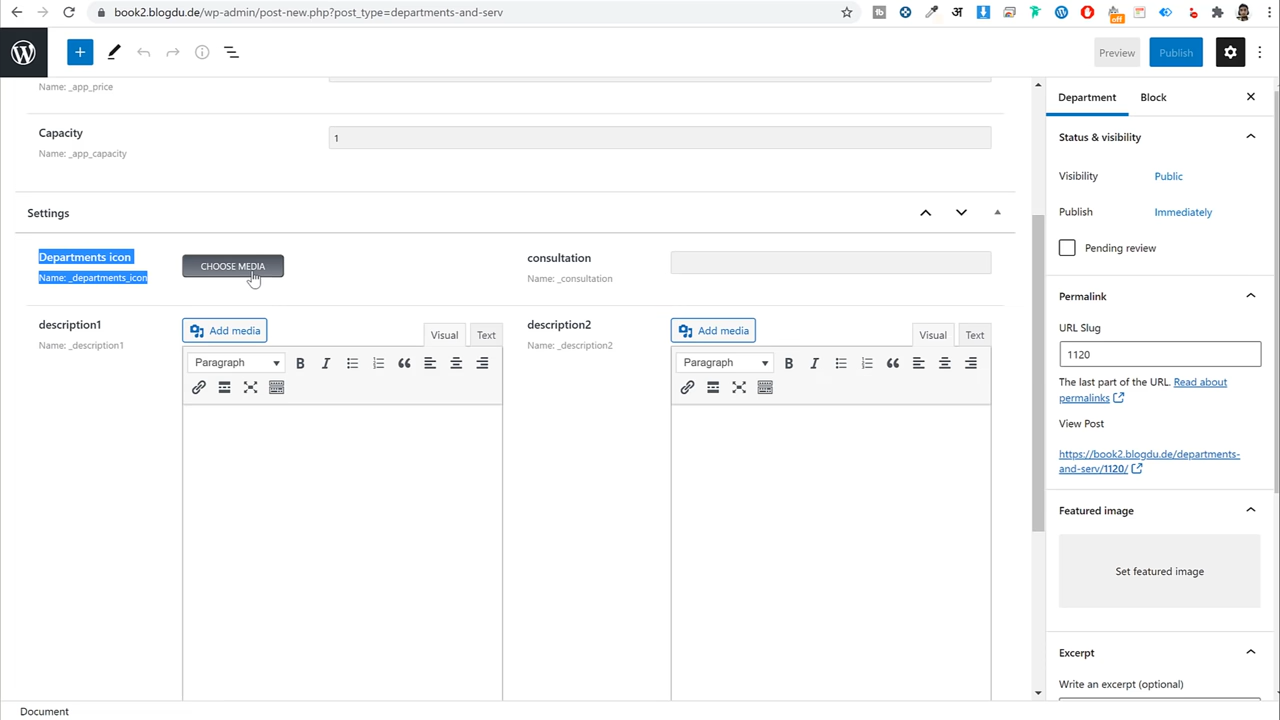 book2.blogdu.de/wp-admin/post-new.php?post_type=departments-and-serv
अ
off
Preview
Publish
Name: _app_price
Capacity
Name: _app_capacity
1
Settings
Departments icon
Name: _departments_icon
CHOOSE MEDIA
consultation
Name: _consultation
description1
Name: _description1
Add media
Visual
Text
Paragraph
description2
Name: _description2
Add media
Visual
Text
Paragraph
Department
Block
Status & visibility
Visibility
Public
Publish
Immediately
Pending review
Permalink
URL Slug
1120
The last part of the URL. Read about
permalinks
View Post
https://book2.blogdu.de/departments-
and-serv/1120/
Featured image
Set featured image
Excerpt
Write an excerpt (optional)
Document